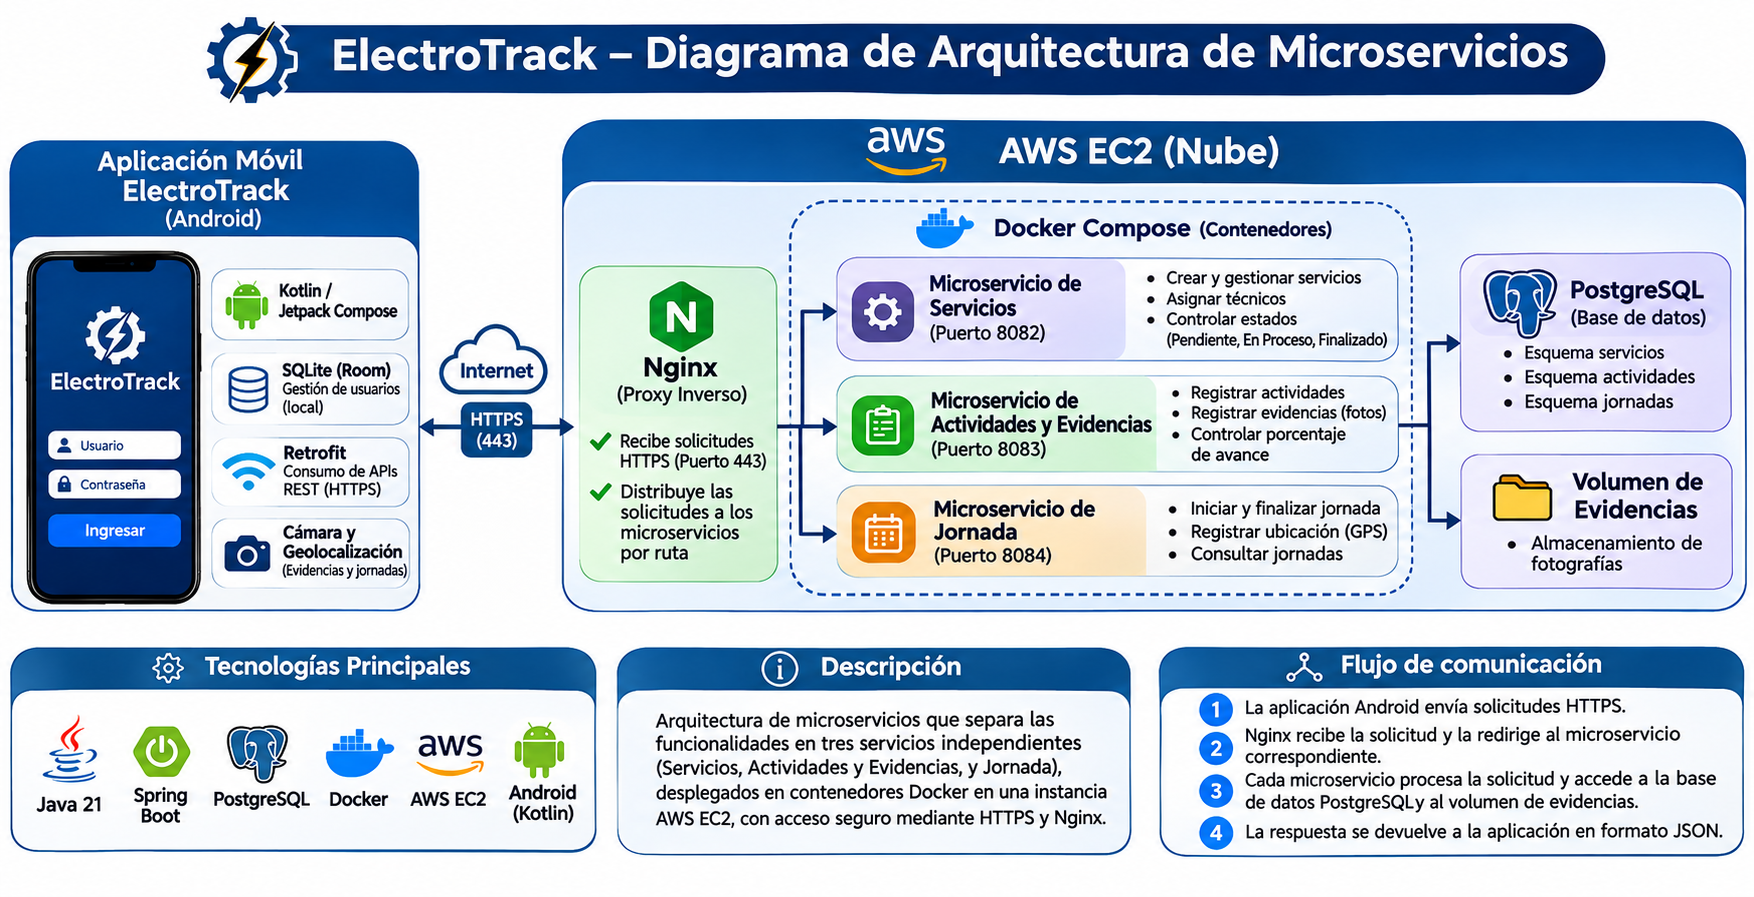 ElectroTrack – Diagrama de Arquitectura de Microservicios
Aplicación Móvil
ElectroTrack
(Android)
ElectroTrack
Usuario
Contraseña
Ingresar
Kotlin /
Jetpack Compose
SQLite (Room)
Gestión de usuarios
(local)
Retrofit
Consumo de APIs
REST (HTTPS)
Cámara y
Geolocalización
(Evidencias y jornadas)
Internet
HTTPS
(443)
aws
AWS EC2 (Nube)
N
Nginx
(Proxy Inverso)
Recibe solicitudes
HTTPS (Puerto 443)
Distribuye las
solicitudes a los
microservicios
por ruta
Docker Compose (Contenedores)
Microservicio de
Servicios
(Puerto 8082)
• Crear y gestionar servicios
• Asignar técnicos
• Controlar estados
(Pendiente, En Proceso, Finalizado)
Microservicio de
Actividades y Evidencias
(Puerto 8083)
• Registrar actividades
• Registrar evidencias (fotos)
• Controlar porcentaje
de avance
Microservicio de
Jornada
(Puerto 8084)
• Iniciar y finalizar jornada
• Registrar ubicación (GPS)
• Consultar jornadas
PostgreSQL
(Base de datos)
• Esquema servicios
• Esquema actividades
• Esquema jornadas
Volumen de
Evidencias
• Almacenamiento de
fotografías
Tecnologías Principales
Java 21
Spring
Boot
PostgreSQL
Docker
aws
AWS EC2
Android
(Kotlin)
Descripción
Arquitectura de microservicios que separa las
funcionalidades en tres servicios independientes
(Servicios, Actividades y Evidencias, y Jornada),
desplegados en contenedores Docker en una instancia
AWS EC2, con acceso seguro mediante HTTPS y Nginx.
Flujo de comunicación
1 La aplicación Android envía solicitudes HTTPS.
2 Nginx recibe la solicitud y la redirige al microservicio
correspondiente.
3 Cada microservicio procesa la solicitud y accede a la base
de datos PostgreSQL y al volumen de evidencias.
4 La respuesta se devuelve a la aplicación en formato JSON.